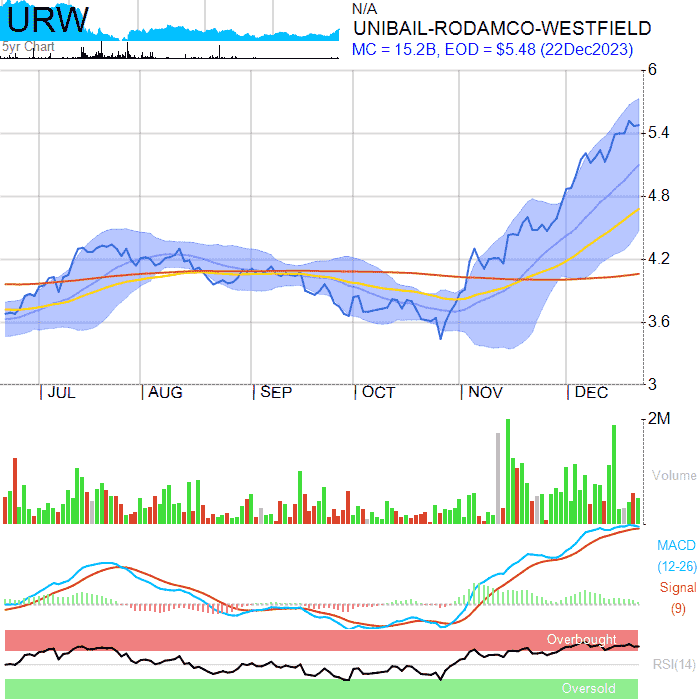 URW
5yr Chart
N/A
UNIBAIL-RODAMCO-WESTFIELD
MC = 15.2B, EOD = $5.48 (22Dec2023)
6
5.4
4.8
4.2
3.6
3
JUL AUG SEP OCT NOV DEC
2M
Volume
MACD
(12-26)
Signal
(9)
Overbought
RSI(14)
Oversold